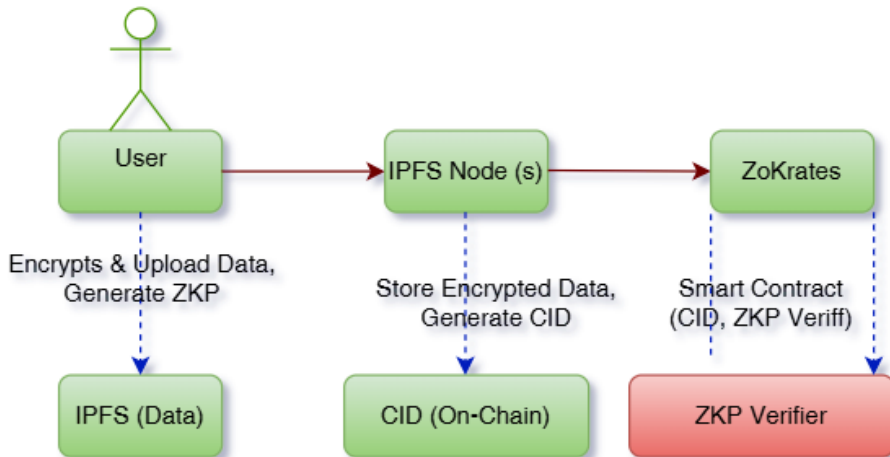 User
IPFS Node (s)
ZoKrates
Encrypts & Upload Data,
Generate ZKP
Store Encrypted Data,
Generate CID
Smart Contract
(CID, ZKP Veriff)
IPFS (Data)
CID (On-Chain)
ZKP Verifier